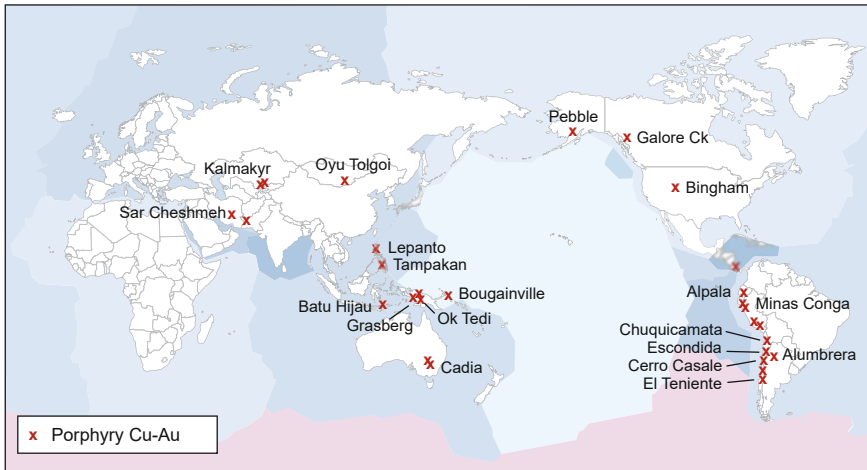 Pebble
Galore Ck
Kalmakyr
Oyu Tolgoi
Bingham
Sar Cheshmeh
Lepanto
Tampakan
Alpala
Bougainville
Batu Hijau
Minas Conga
Ok Tedi
Grasberg
Chuquicamata
Escondida
Alumbrera
Cadia
Cerro Casale
El Teniente
x Porphyry Cu-Au